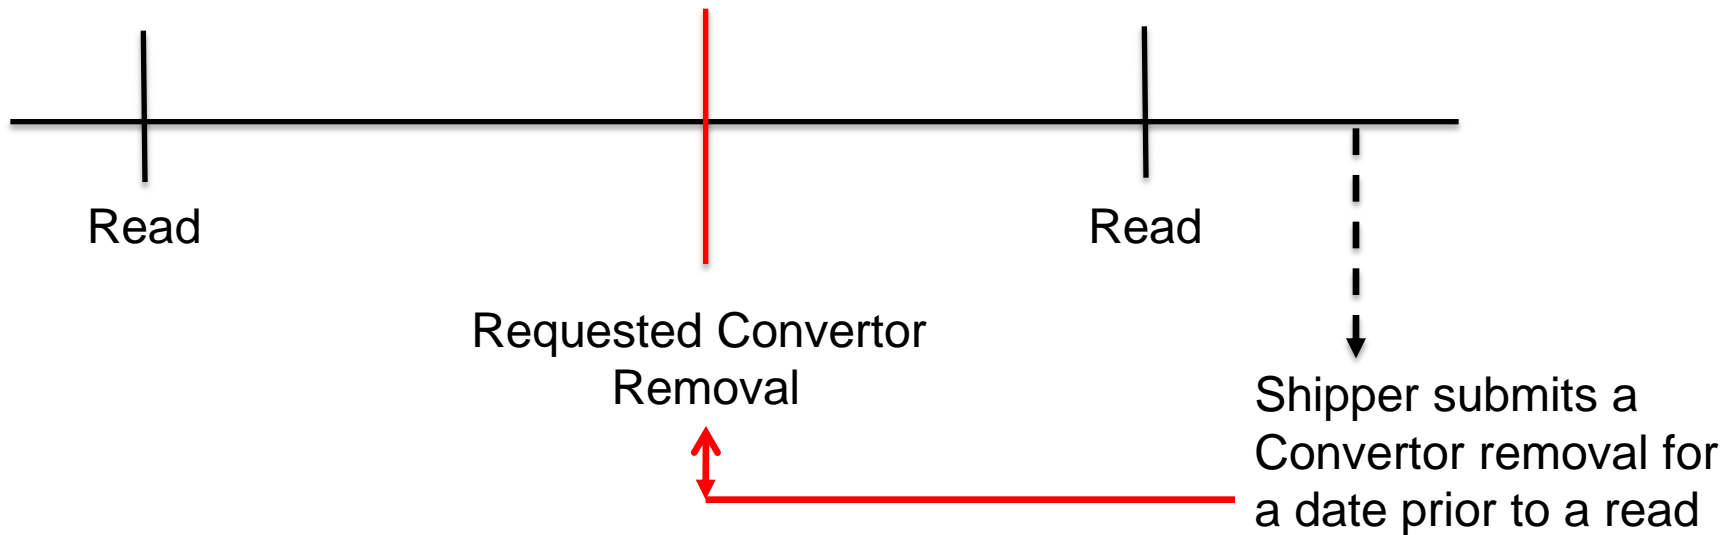 Read
Read
Requested Convertor
Removal
Shipper submits a
Convertor removal for
a date prior to a read